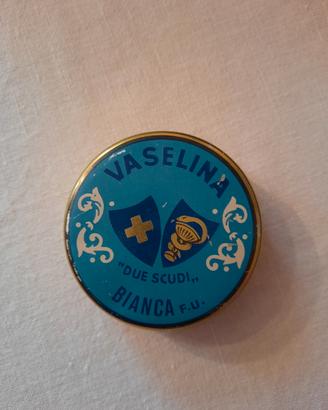 VASELINA
"DUE SCUDI„
BIANCA F.U.